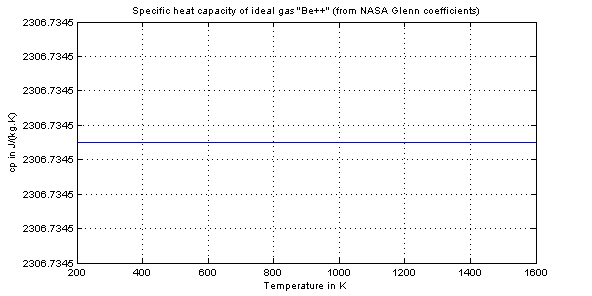 Specific heat capacity of ideal gas "Be++" (from NASA Glenn coefficients)
2306.7345
2306.7345
2306.7345
2306.7345
2306.7345
2306.7345
2306.7345
2306.7345
cp in J/(kg.K)
200 400 600 800 1000 1200 1400 1600
Temperature in K